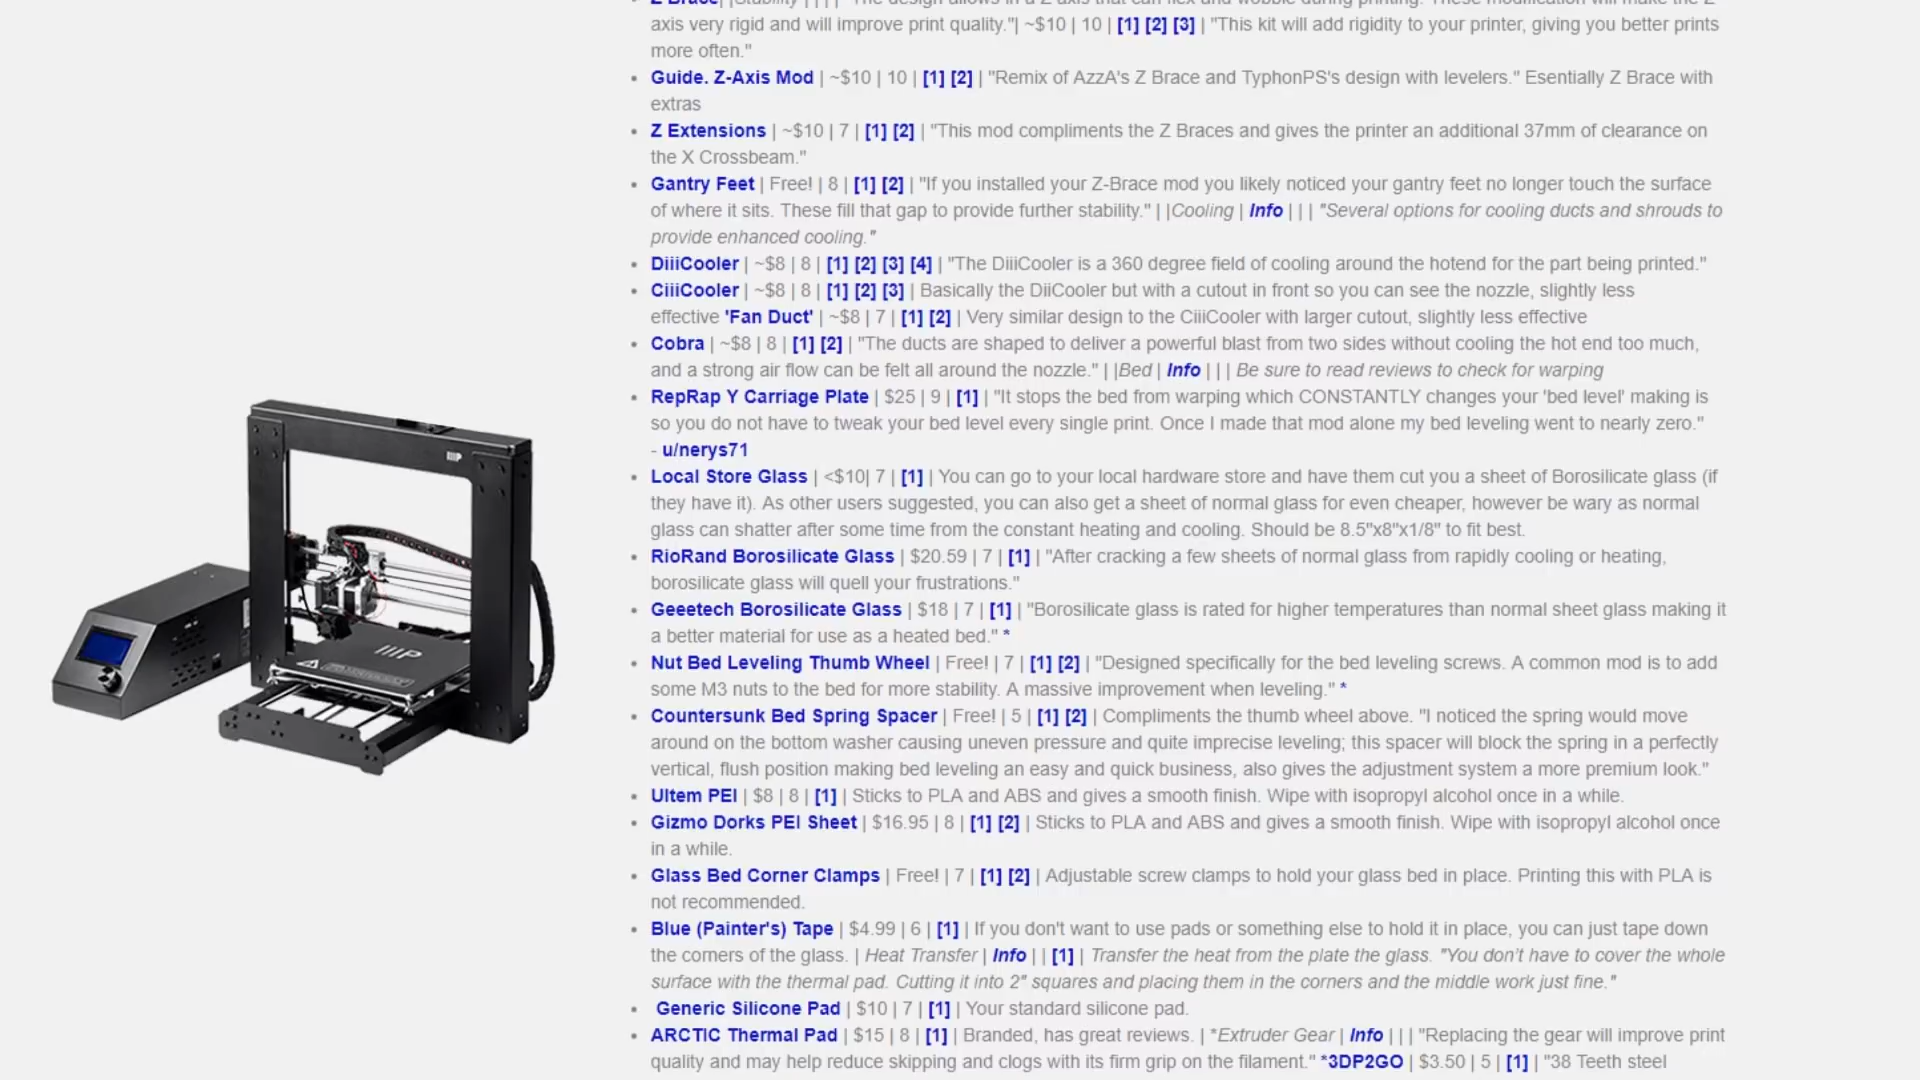 Z Brace| |Stability | | | | "The design allows in a Z axis that can flex and wobble during printing. These modification will make the Z
axis very rigid and will improve print quality."| ~$10 | 10 | [1] [2] [3] | "This kit will add rigidity to your printer, giving you better prints
more often."
Guide. Z-Axis Mod | ~$10 | 10 | [1] [2] | "Remix of AzzA's Z Brace and TyphonPS's design with levelers." Esentially Z Brace with
extras
Z Extensions | ~$10 | 7 | [1] [2] | "This mod compliments the Z Braces and gives the printer an additional 37mm of clearance on
the X Crossbeam."
Gantry Feet | Free! | 8 | [1] [2] | "If you installed your Z-Brace mod you likely noticed your gantry feet no longer touch the surface
of where it sits. These fill that gap to provide further stability." | |Cooling | Info | | | "Several options for cooling ducts and shrouds to
provide enhanced cooling."
DiiiCooler | ~$8 | 8 | [1] [2] [3] [4] | "The DiiiCooler is a 360 degree field of cooling around the hotend for the part being printed."
CiiiCooler | ~$8 | 8 | [1] [2] [3] | Basically the DiiCooler but with a cutout in front so you can see the nozzle, slightly less
effective 'Fan Duct' | ~$8 | 7 | [1] [2] | Very similar design to the CiiiCooler with larger cutout, slightly less effective
Cobra | ~$8 | 8 | [1] [2] | "The ducts are shaped to deliver a powerful blast from two sides without cooling the hot end too much,
and a strong air flow can be felt all around the nozzle." | |Bed | Info | | | Be sure to read reviews to check for warping
RepRap Y Carriage Plate | $25 | 9 | [1] | "It stops the bed from warping which CONSTANTLY changes your 'bed level' making is
so you do not have to tweak your bed level every single print. Once I made that mod alone my bed leveling went to nearly zero."
- u/nerys71
Local Store Glass | <$10| 7 | [1] | You can go to your local hardware store and have them cut you a sheet of Borosilicate glass (if
they have it). As other users suggested, you can also get a sheet of normal glass for even cheaper, however be wary as normal
glass can shatter after some time from the constant heating and cooling. Should be 8.5"x8"x1/8" to fit best.
RioRand Borosilicate Glass | $20.59 | 7 | [1] | "After cracking a few sheets of normal glass from rapidly cooling or heating,
borosilicate glass will quell your frustrations."
Geeetech Borosilicate Glass | $18 | 7 | [1] | "Borosilicate glass is rated for higher temperatures than normal sheet glass making it
a better material for use as a heated bed." *
Nut Bed Leveling Thumb Wheel | Free! | 7 | [1] [2] | "Designed specifically for the bed leveling screws. A common mod is to add
some M3 nuts to the bed for more stability. A massive improvement when leveling." *
Countersunk Bed Spring Spacer | Free! | 5 | [1] [2] | Compliments the thumb wheel above. "I noticed the spring would move
around on the bottom washer causing uneven pressure and quite imprecise leveling; this spacer will block the spring in a perfectly
vertical, flush position making bed leveling an easy and quick business, also gives the adjustment system a more premium look."
Ultem PEI | $8 | 8 | [1] | Sticks to PLA and ABS and gives a smooth finish. Wipe with isopropyl alcohol once in a while.
Gizmo Dorks PEI Sheet | $16.95 | 8 | [1] [2] | Sticks to PLA and ABS and gives a smooth finish. Wipe with isopropyl alcohol once
in a while.
Glass Bed Corner Clamps | Free! | 7 | [1] [2] | Adjustable screw clamps to hold your glass bed in place. Printing this with PLA is
not recommended.
Blue (Painter's) Tape | $4.99 | 6 | [1] | If you don't want to use pads or something else to hold it in place, you can just tape down
the corners of the glass. | Heat Transfer | Info | | [1] | Transfer the heat from the plate the glass. "You don't have to cover the whole
surface with the thermal pad. Cutting it into 2" squares and placing them in the corners and the middle work just fine."
Generic Silicone Pad | $10 | 7 | [1] | Your standard silicone pad.
ARCTIC Thermal Pad | $15 | 8 | [1] | Branded, has great reviews. | *Extruder Gear | Info | | | "Replacing the gear will improve print
quality and may help reduce skipping and clogs with its firm grip on the filament." *3DP2GO | $3.50 | 5 | [1] | "38 Teeth steel